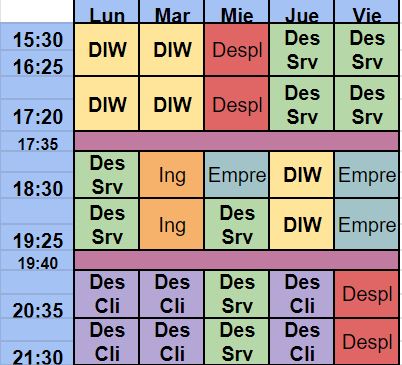 Lun Mar Mie Jue Vie
15:30 DIW DIW Despl Des Srv Des Srv
16:25
DIW DIW Despl Des Srv Des Srv
17:20
17:35
Des Srv Ing Empre DIW Empre
18:30
Des Srv Ing Des Srv DIW Empre
19:25
19:40
Des Cli Des Cli Des Srv Des Cli Despl
20:35
Des Cli Des Cli Des Srv Des Cli Despl
21:30